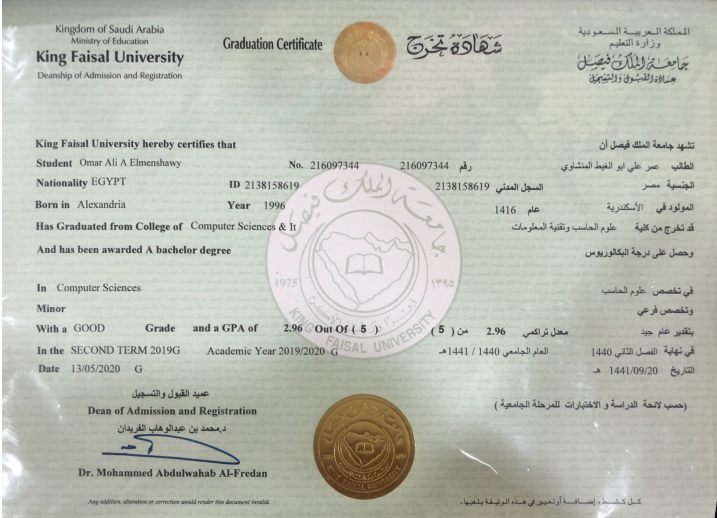 Kingdom of Saudi Arabia
Ministry of Education
King Faisal University
Deanship of Admission and Registration
Graduation Certificate
شهادة تخرج
المملكة العربية السعودية
وزارة التعليم
جامعة الملك فيصل
عمادة القبول والتسجيل
King Faisal University hereby certifies that
تشهد جامعة الملك فيصل أن
Student Omar Ali A Elmenshawy No. 216097344
الطالب عمر علي ابو الغيط المنشاوي رقم 216097344
Nationality EGYPT ID 2138158619
الجنسية مصر السجل المدني 2138158619
Born in Alexandria Year 1996
المولود في الأسكندرية عام 1416
Has Graduated from College of Computer Sciences & It
قد تخرج من كلية علوم الحاسب وتقنية المعلومات
And has been awarded A bachelor degree
وحصل على درجة البكالوريوس
In Computer Sciences
في تخصص علوم الحاسب
Minor
وتخصص فرعي
With a GOOD Grade and a GPA of 2.96 Out Of ( 5 )
بتقدير عام جيد معدل تراكمي 2.96 من ( 5 )
In the SECOND TERM 2019G Academic Year 2019/2020 G
في نهاية الفصل الثاني 1440 العام الجامعي 1440 / 1441هـ
Date 13/05/2020 G
التاريخ 1441/09/20 هـ
جامعة الملك فيصل
1975 ١٣٩٥
KING FAISAL UNIVERSITY
عميد القبول والتسجيل
Dean of Admission and Registration
د.محمد بن عبدالوهاب الفريدان
Dr. Mohammed Abdulwahab Al-Fredan
(حسب لائحة الدراسة و الاختبارات للمرحلة الجامعية )
Any addition, alteration or correction would render this document invalid.
كل كشط أو إضافة أو تغيير في هذه الوثيقة يلغيها.